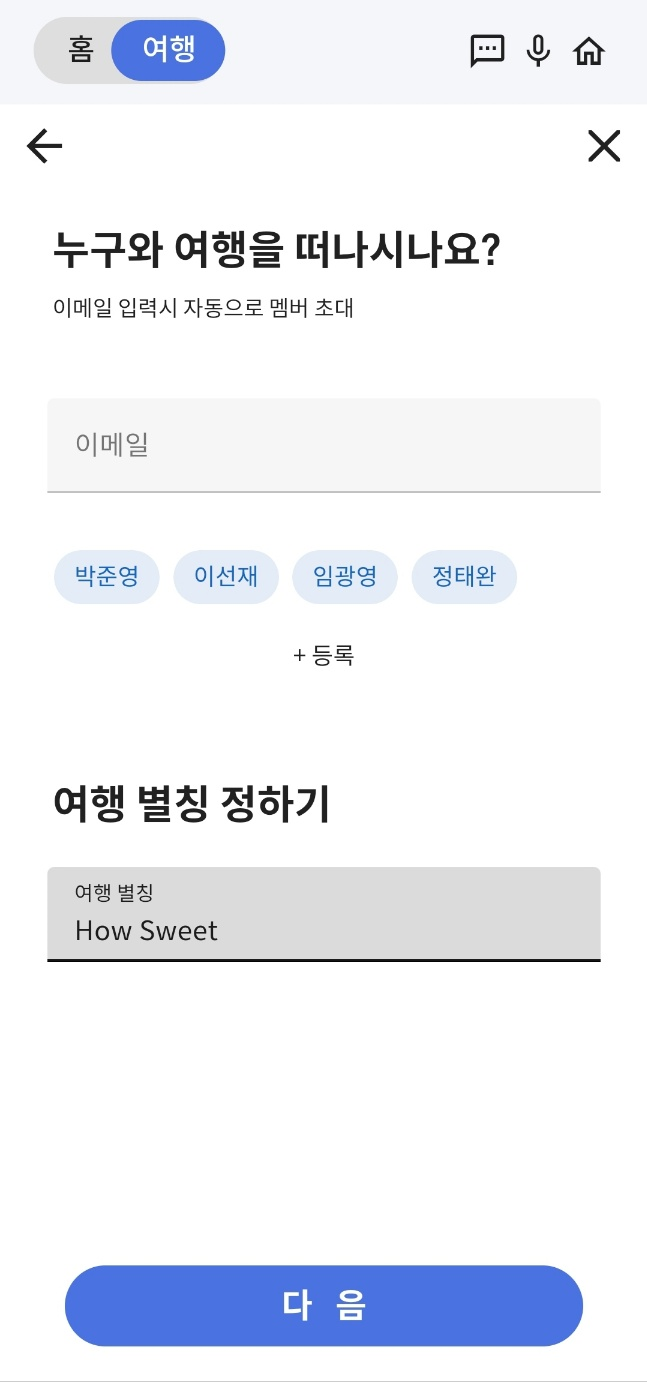 홈 여행
누구와 여행을 떠나시나요?
이메일 입력시 자동으로 멤버 초대
이메일
박준영 이선재 임광영 정태완
+ 등록
여행 별칭 정하기
여행 별칭
How Sweet
다 음